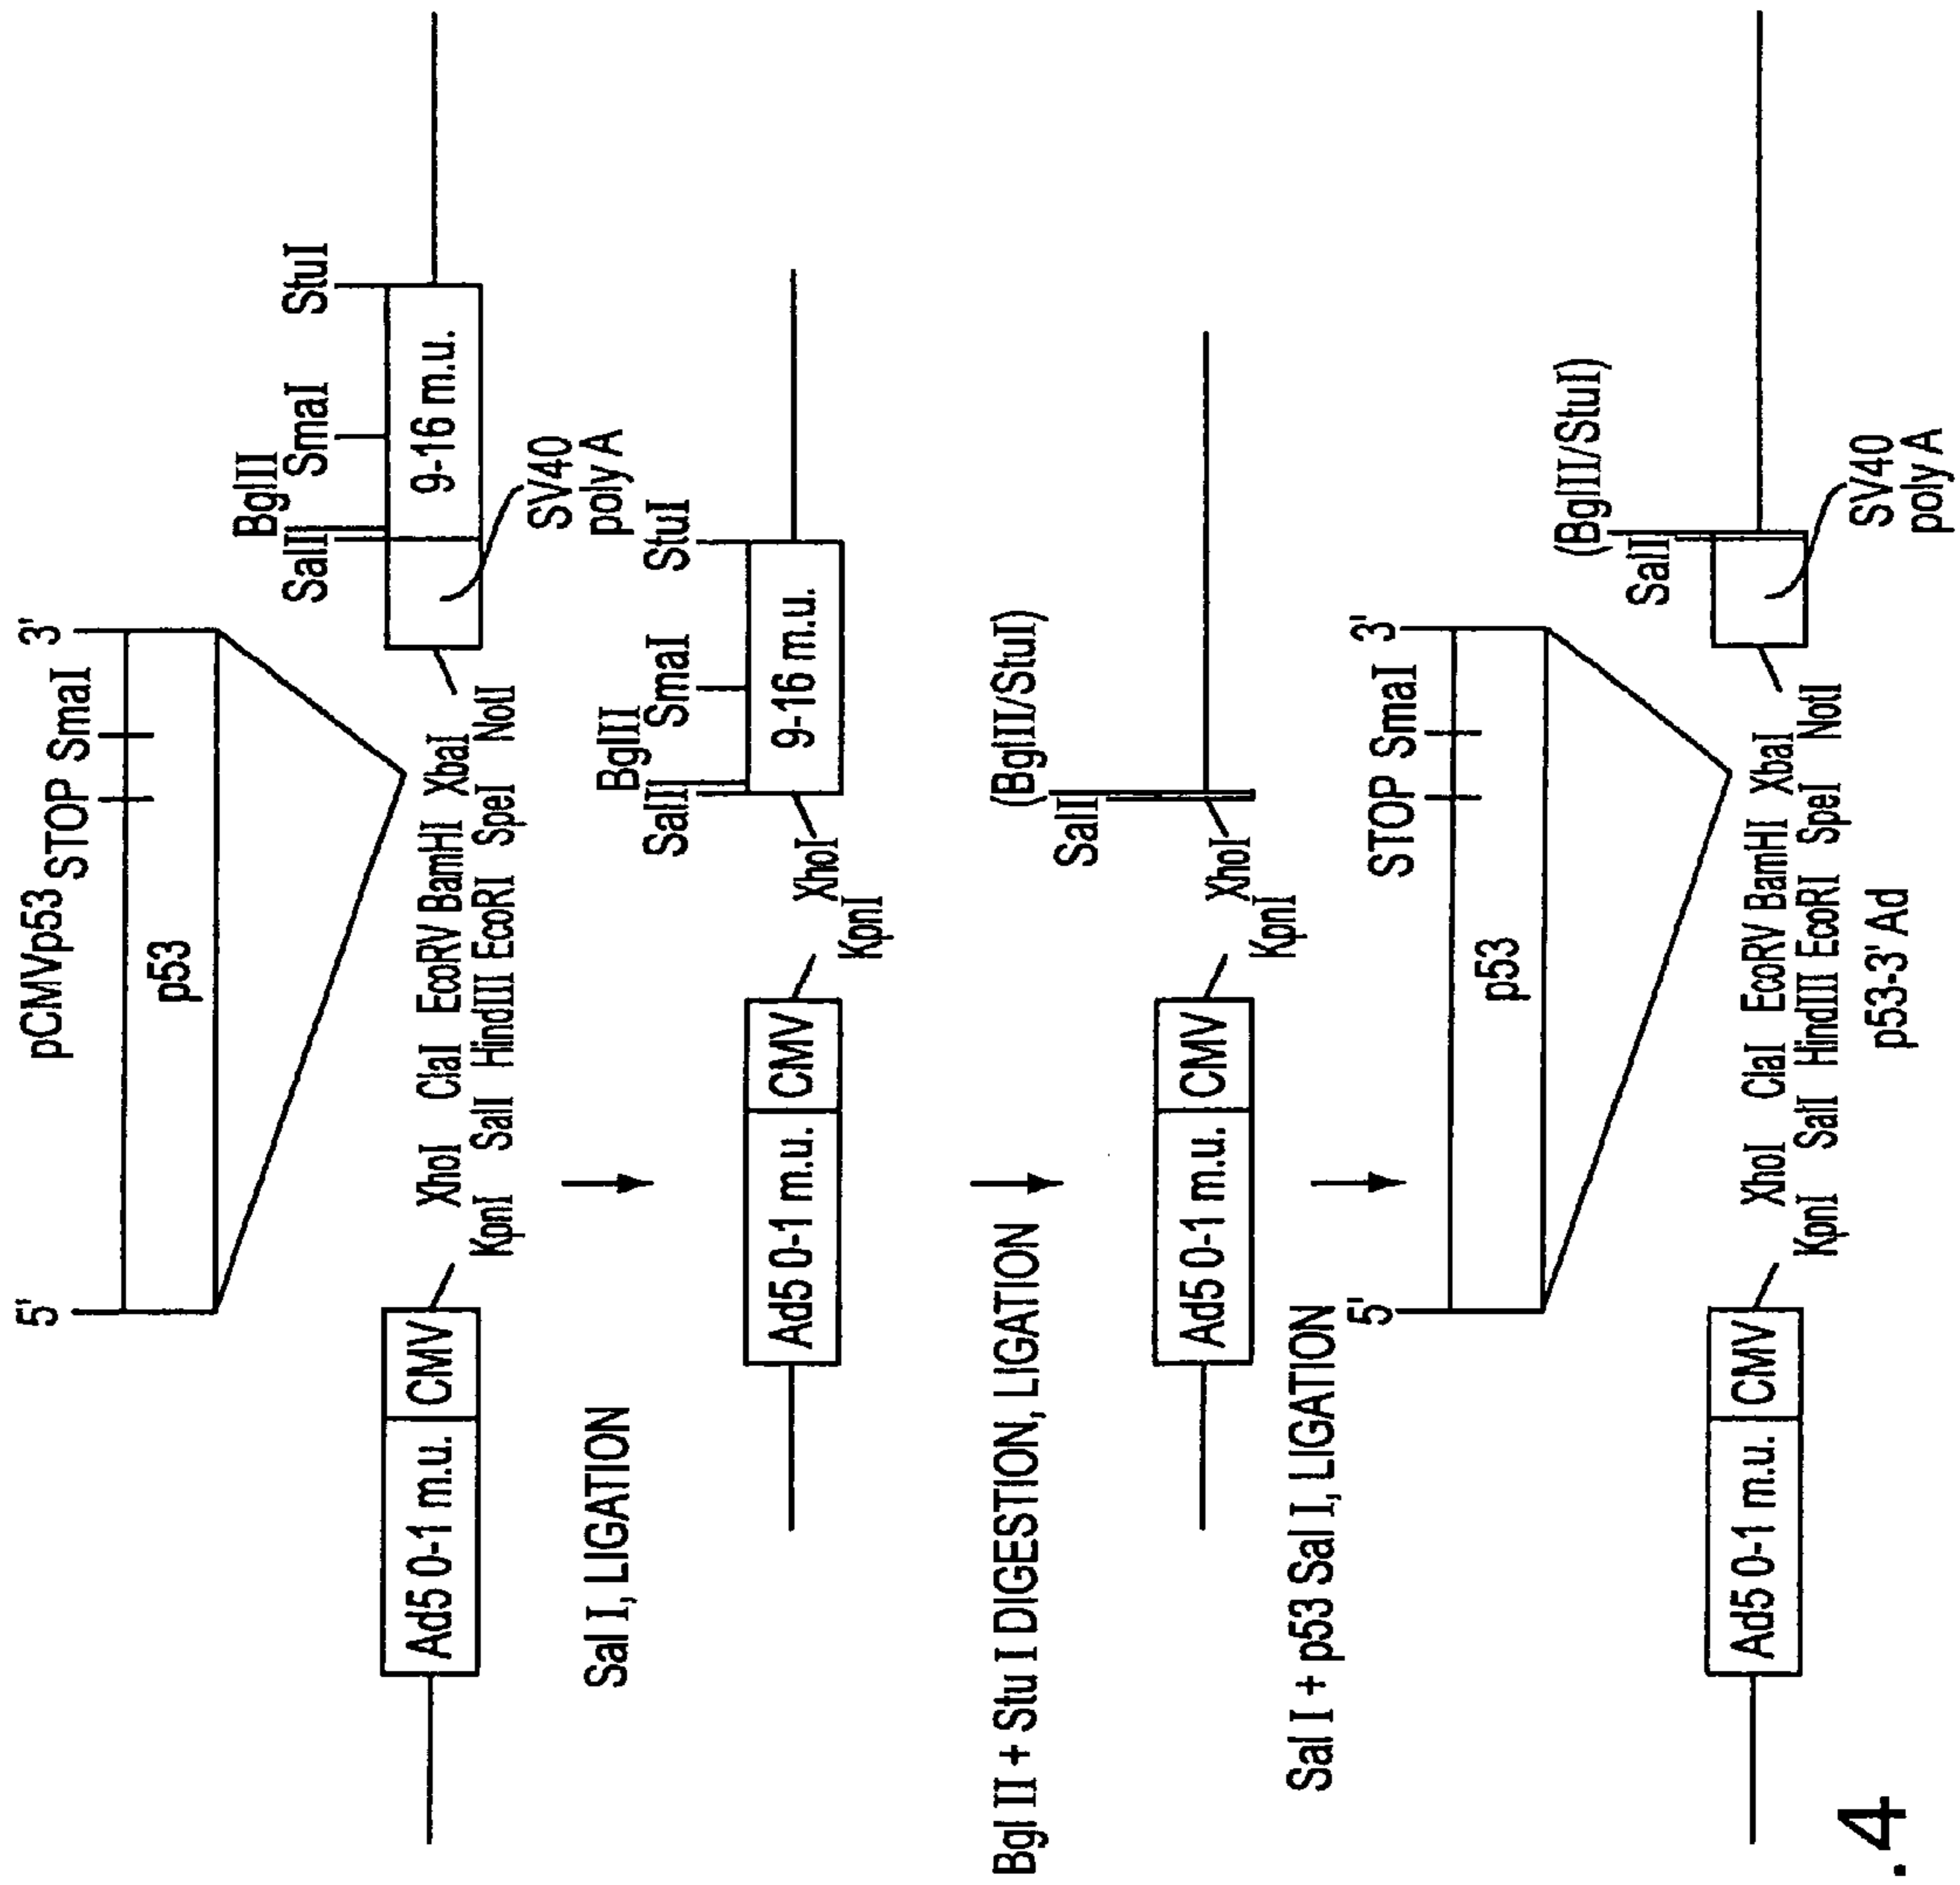 pCMVp53
5'
STOP SmaI
3'
p53
BglII
SalI SmaI StuI
Ad5 0-1 m.u. CMV
9-16 m.u.
XhoI ClaI EcoRV BamHI XbaI
KpnI SalI HindIII EcoRI SpeI NotI
SV40
poly A
Sal I, LIGATION
BglII
SalI SmaI StuI
Ad5 0-1 m.u. CMV
9-16 m.u.
XhoI
KpnI
Bgl II + Stu I DIGESTION, LIGATION
(BglII/StuI)
SalI
Ad5 0-1 m.u. CMV
XhoI
KpnI
Sal I + p53 Sal I, LIGATION
5'
STOP SmaI
3'
p53
(BglII/StuI)
SalI
Ad5 0-1 m.u. CMV
XhoI ClaI EcoRV BamHI XbaI
KpnI SalI HindIII EcoRI SpeI NotI
SV40
poly A
p53-3' Ad
.4